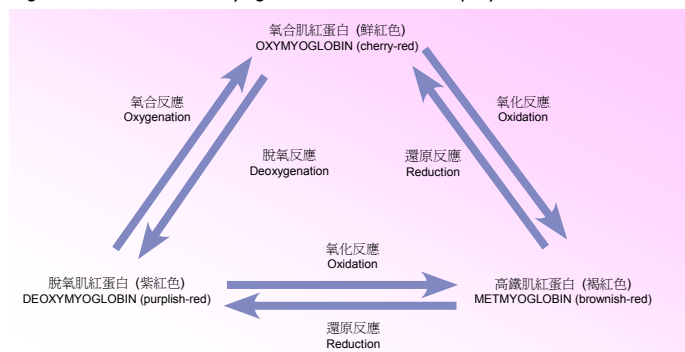 氧合肌紅蛋白 (鮮紅色)
OXYMYOGLOBIN (cherry-red)
氧合反應
Oxygenation
氧化反應
Oxidation
脫氧反應
Deoxygenation
還原反應
Reduction
氧化反應
Oxidation
脫氧肌紅蛋白 (紫紅色)
DEOXYMYOGLOBIN (purplish-red)
高鐵肌紅蛋白 (褐紅色)
METMYOGLOBIN (brownish-red)
還原反應
Reduction